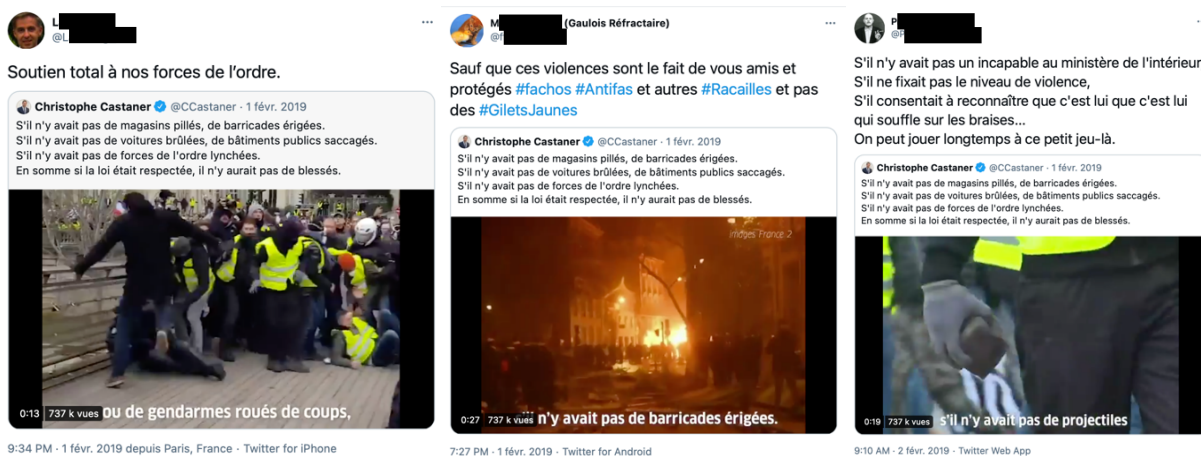 L
@L
Soutien total à nos forces de l'ordre.
Christophe Castaner @CCastaner · 1 févr. 2019
S'il n'y avait pas de magasins pillés, de barricades érigées.
S'il n'y avait pas de voitures brûlées, de bâtiments publics saccagés.
S'il n'y avait pas de forces de l'ordre lynchées.
En somme si la loi était respectée, il n'y aurait pas de blessés.
0:13 737 k vues
ou de gendarmes roués de coups,
9:34 PM · 1 févr. 2019 depuis Paris, France · Twitter for iPhone
M (Gaulois Réfractaire)
@f
Sauf que ces violences sont le fait de vous amis et
protégés #fachos #Antifas et autres #Racailles et pas
des #GiletsJaunes
Christophe Castaner @CCastaner · 1 févr. 2019
S'il n'y avait pas de magasins pillés, de barricades érigées.
S'il n'y avait pas de voitures brûlées, de bâtiments publics saccagés.
S'il n'y avait pas de forces de l'ordre lynchées.
En somme si la loi était respectée, il n'y aurait pas de blessés.
images France 2
0:27 737 k vues
n'y avait pas de barricades érigées.
7:27 PM · 1 févr. 2019 · Twitter for Android
P
@P
S'il n'y avait pas un incapable au ministère de l'intérieur
S'il ne fixait pas le niveau de violence,
S'il consentait à reconnaître que c'est lui que c'est lui
qui souffle sur les braises...
On peut jouer longtemps à ce petit jeu-là.
Christophe Castaner @CCastaner · 1 févr. 2019
S'il n'y avait pas de magasins pillés, de barricades érigées.
S'il n'y avait pas de voitures brûlées, de bâtiments publics saccagés.
S'il n'y avait pas de forces de l'ordre lynchées.
En somme si la loi était respectée, il n'y aurait pas de blessés.
0:19 737 k vues
s'il n'y avait pas de projectiles
9:10 AM · 2 févr. 2019 · Twitter Web App